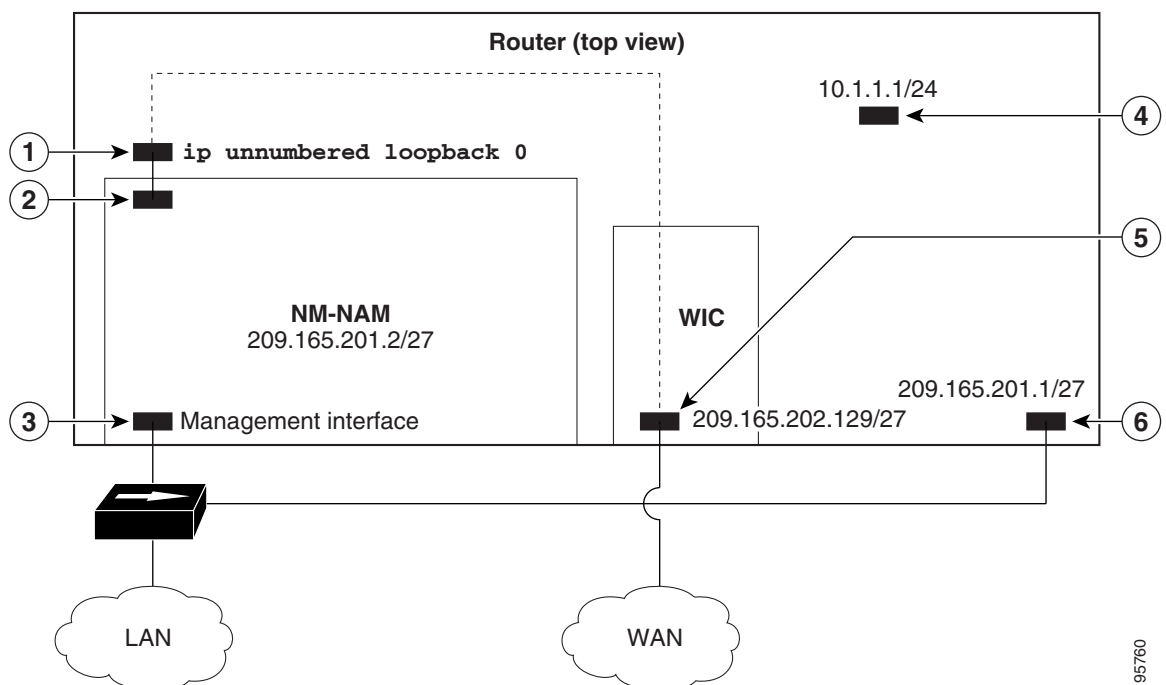 Router (top view)
10.1.1.1/24
4
1
ip unnumbered loopback 0
2
5
NM-NAM
209.165.201.2/27
WIC
209.165.201.1/27
3
Management interface
209.165.202.129/27
6
LAN
WAN
95760